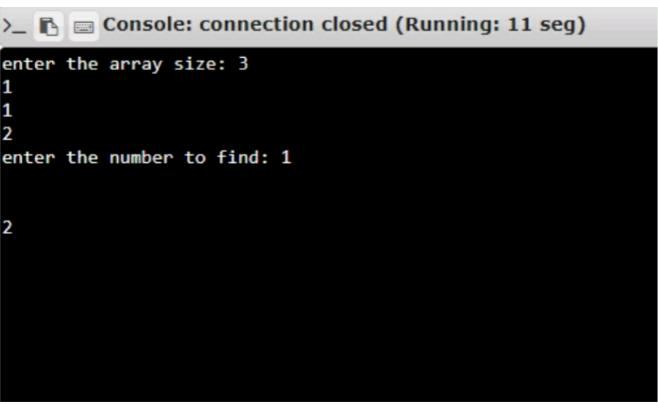 >_ Console: connection closed (Running: 11 seg)
enter the array size: 3
1
1
2
enter the number to find: 1
2